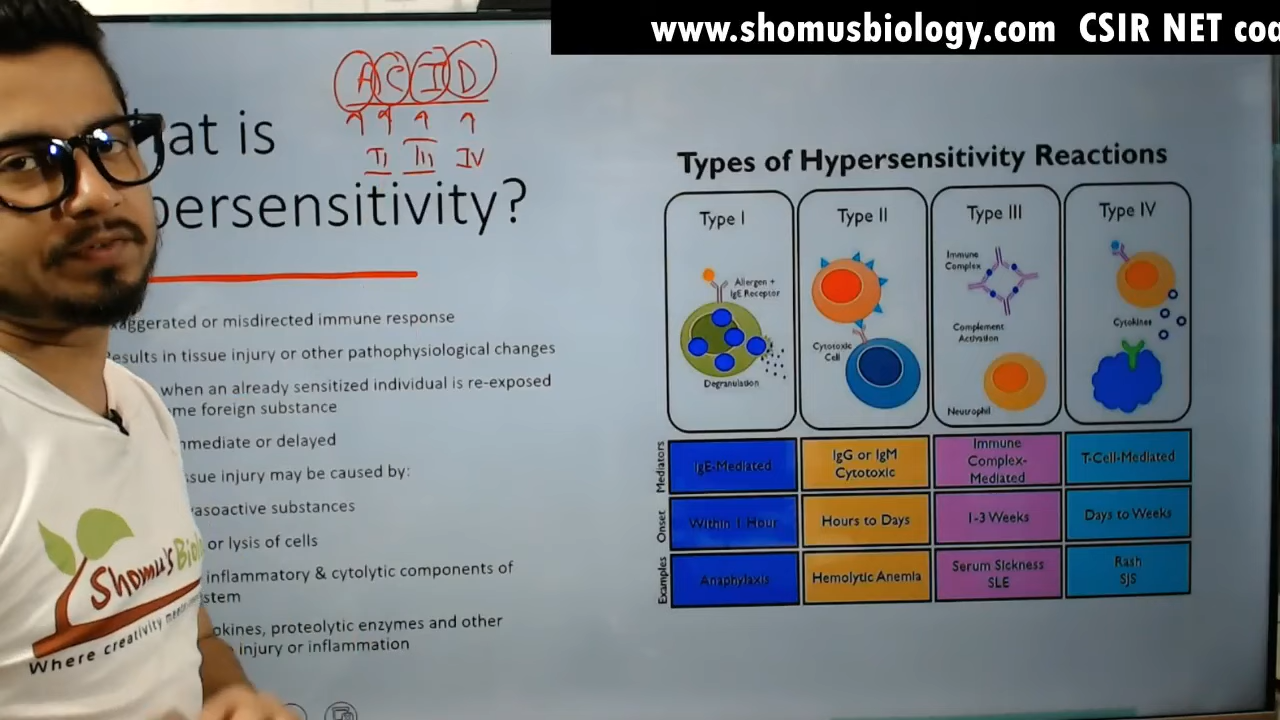 www.shomusbiology.com CSIR NET coa
A C I D
II III IV
at is
persensitivity?
aggerated or misdirected immune response
esults in tissue injury or other pathophysiological changes
when an already sensitized individual is re-exposed
me foreign substance
mmediate or delayed
ssue injury may be caused by:
asoactive substances
or lysis of cells
inflammatory & cytolytic components of
stem
okines, proteolytic enzymes and other
injury or inflammation
Types of Hypersensitivity Reactions
Type I
Type II
Type III
Type IV
Allergen +
IgE Receptor
Degranulation
Cytotoxic
Cell
Immune
Complex
Complement
Activation
Neutrophil
Cytokines
Mediators
IgE-Mediated
IgG or IgM
Cytotoxic
Immune
Complex-
Mediated
T-Cell-Mediated
Onset
Within 1 Hour
Hours to Days
1-3 Weeks
Days to Weeks
Examples
Anaphylaxis
Hemolytic Anemia
Serum Sickness
SLE
Rash
SJS
Shomu's Biolo
Where creativity meets